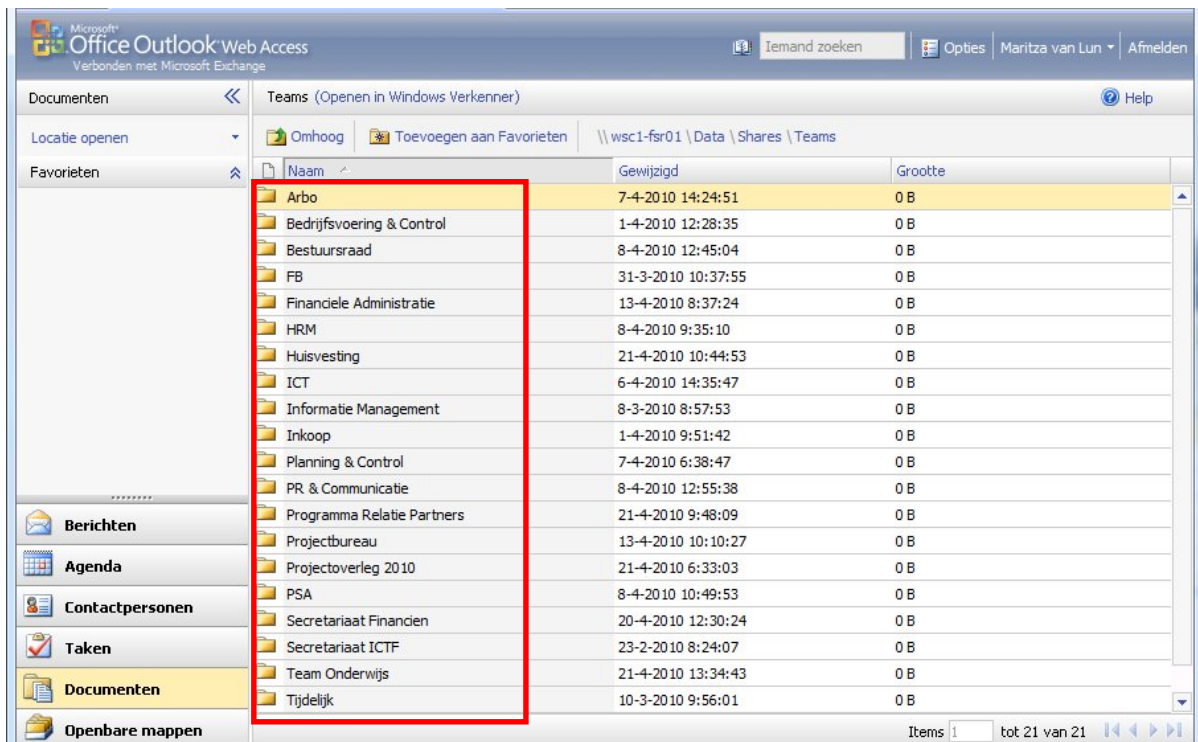 Microsoft®
Office Outlook Web Access
Verbonden met Microsoft Exchange
Iemand zoeken
Opties
Maritza van Lun
Afmelden
Documenten
Teams (Openen in Windows Verkenner)
Help
Locatie openen
Omhoog
Toevoegen aan Favorieten
\\wsc1-fsr01\Data\Shares\Teams
Favorieten
Naam Gewijzigd Grootte
Arbo 7-4-2010 14:24:51 0 B
Bedrijfsvoering & Control 1-4-2010 12:28:35 0 B
Bestuursraad 8-4-2010 12:45:04 0 B
FB 31-3-2010 10:37:55 0 B
Financiele Administratie 13-4-2010 8:37:24 0 B
HRM 8-4-2010 9:35:10 0 B
Huisvesting 21-4-2010 10:44:53 0 B
ICT 6-4-2010 14:35:47 0 B
Informatie Management 8-3-2010 8:57:53 0 B
Inkoop 1-4-2010 9:51:42 0 B
Planning & Control 7-4-2010 6:38:47 0 B
PR & Communicatie 8-4-2010 12:55:38 0 B
Programma Relatie Partners 21-4-2010 9:48:09 0 B
Projectbureau 13-4-2010 10:10:27 0 B
Projectoverleg 2010 21-4-2010 6:33:03 0 B
PSA 8-4-2010 10:49:53 0 B
Secretariaat Financien 20-4-2010 12:30:24 0 B
Secretariaat ICTF 23-2-2010 8:24:07 0 B
Team Onderwijs 21-4-2010 13:34:43 0 B
Tijdelijk 10-3-2010 9:56:01 0 B
Berichten
Agenda
Contactpersonen
Taken
Documenten
Openbare mappen
Items 1 tot 21 van 21